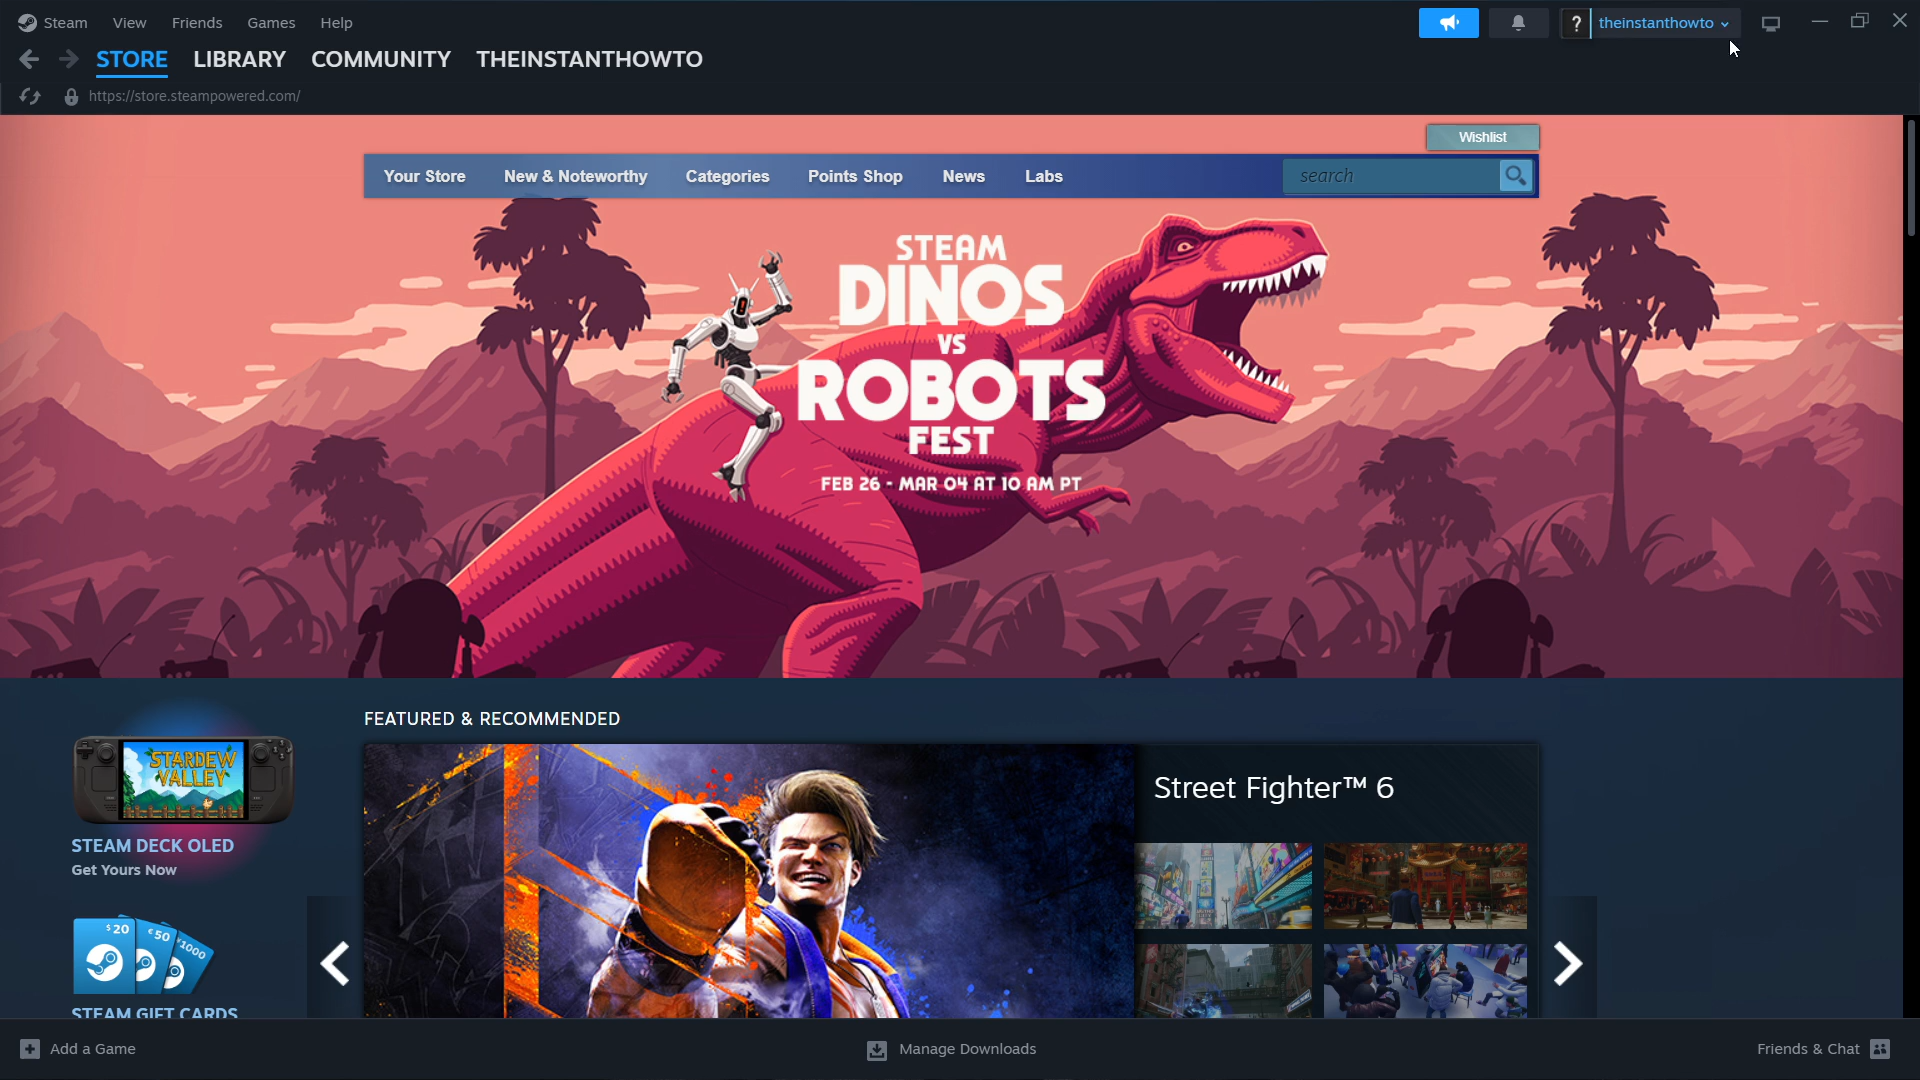 Steam View Friends Games Help
? theinstanthowto
STORE LIBRARY COMMUNITY THEINSTANTHOWTO
https://store.steampowered.com/
Wishlist
Your Store New & Noteworthy Categories Points Shop News Labs
search
STEAM
DINOS
VS
ROBOTS
FEST
FEB 26 - MAR 04 AT 10 AM PT
FEATURED & RECOMMENDED
STARDEW
VALLEY
STEAM DECK OLED
Get Yours Now
Street Fighter™ 6
$20
€50
¥1000
STEAM GIFT CARDS
Add a Game Manage Downloads Friends & Chat